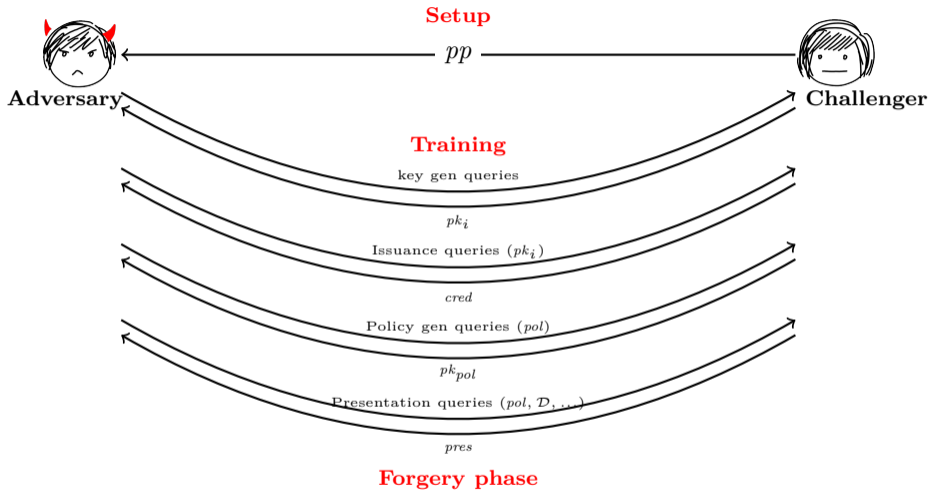 Setup
pp
Adversary
Challenger
Training
key gen queries
pk_i
Issuance queries (pk_i)
cred
Policy gen queries (pol)
pk_pol
Presentation queries (pol, 𝒟, ...)
pres
Forgery phase